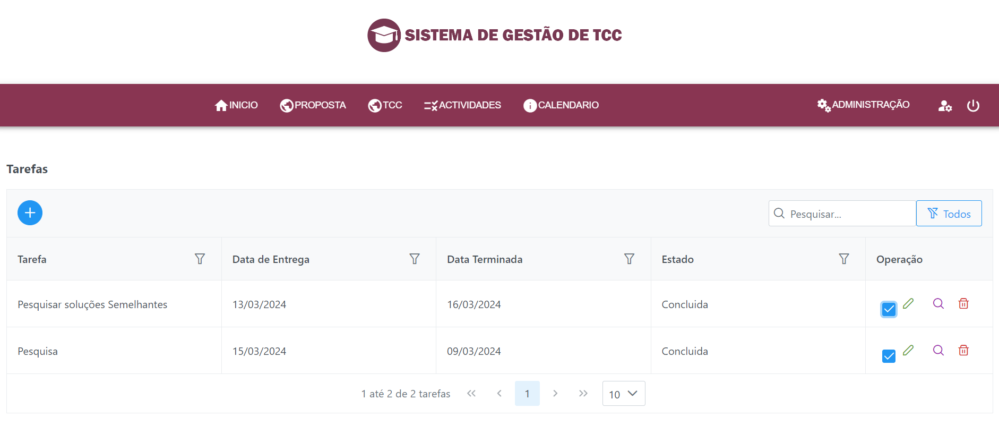 SISTEMA DE GESTÃO DE TCC
INICIO PROPOSTA TCC ACTIVIDADES CALENDARIO ADMINISTRAÇÃO
Tarefas
Pesquisar... Todos
Tarefa Data de Entrega Data Terminada Estado Operação
Pesquisar soluções Semelhantes 13/03/2024 16/03/2024 Concluida
Pesquisa 15/03/2024 09/03/2024 Concluida
1 até 2 de 2 tarefas 1 10